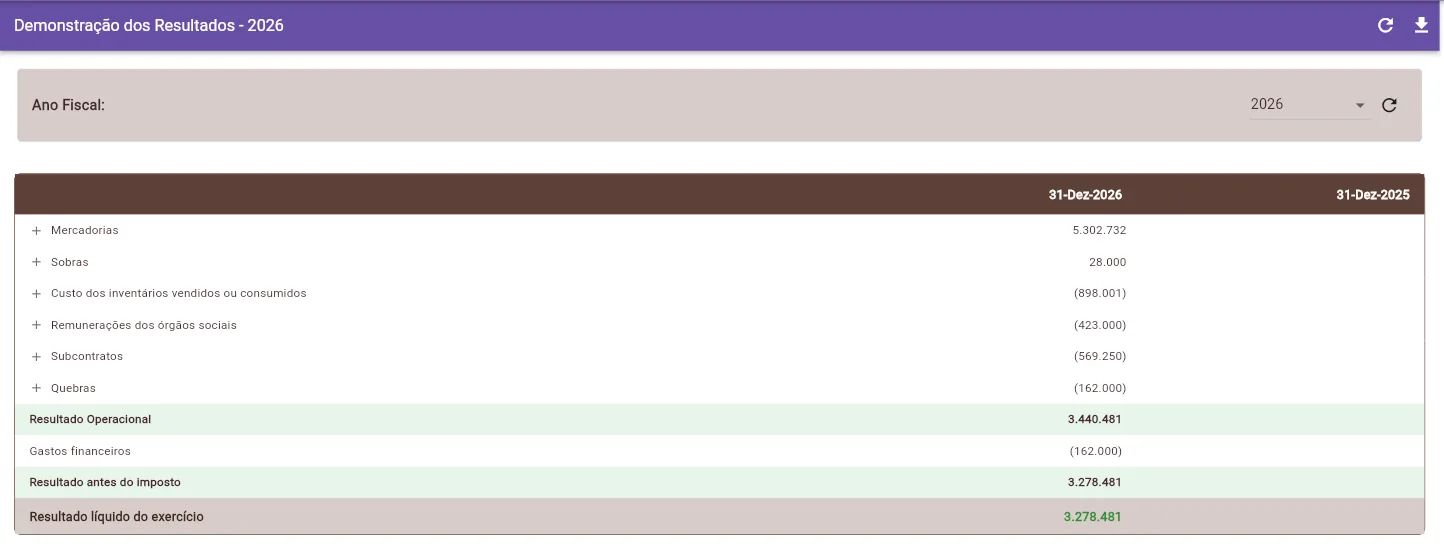 Demonstração dos Resultados - 2026
Ano Fiscal: 2026
31-Dez-2026 31-Dez-2025
Mercadorias 5.302.732
Sobras 28.000
Custo dos inventários vendidos ou consumidos (898.001)
Remunerações dos órgãos sociais (423.000)
Subcontratos (569.250)
Quebras (162.000)
Resultado Operacional 3.440.481
Gastos financeiros (162.000)
Resultado antes do imposto 3.278.481
Resultado líquido do exercício 3.278.481